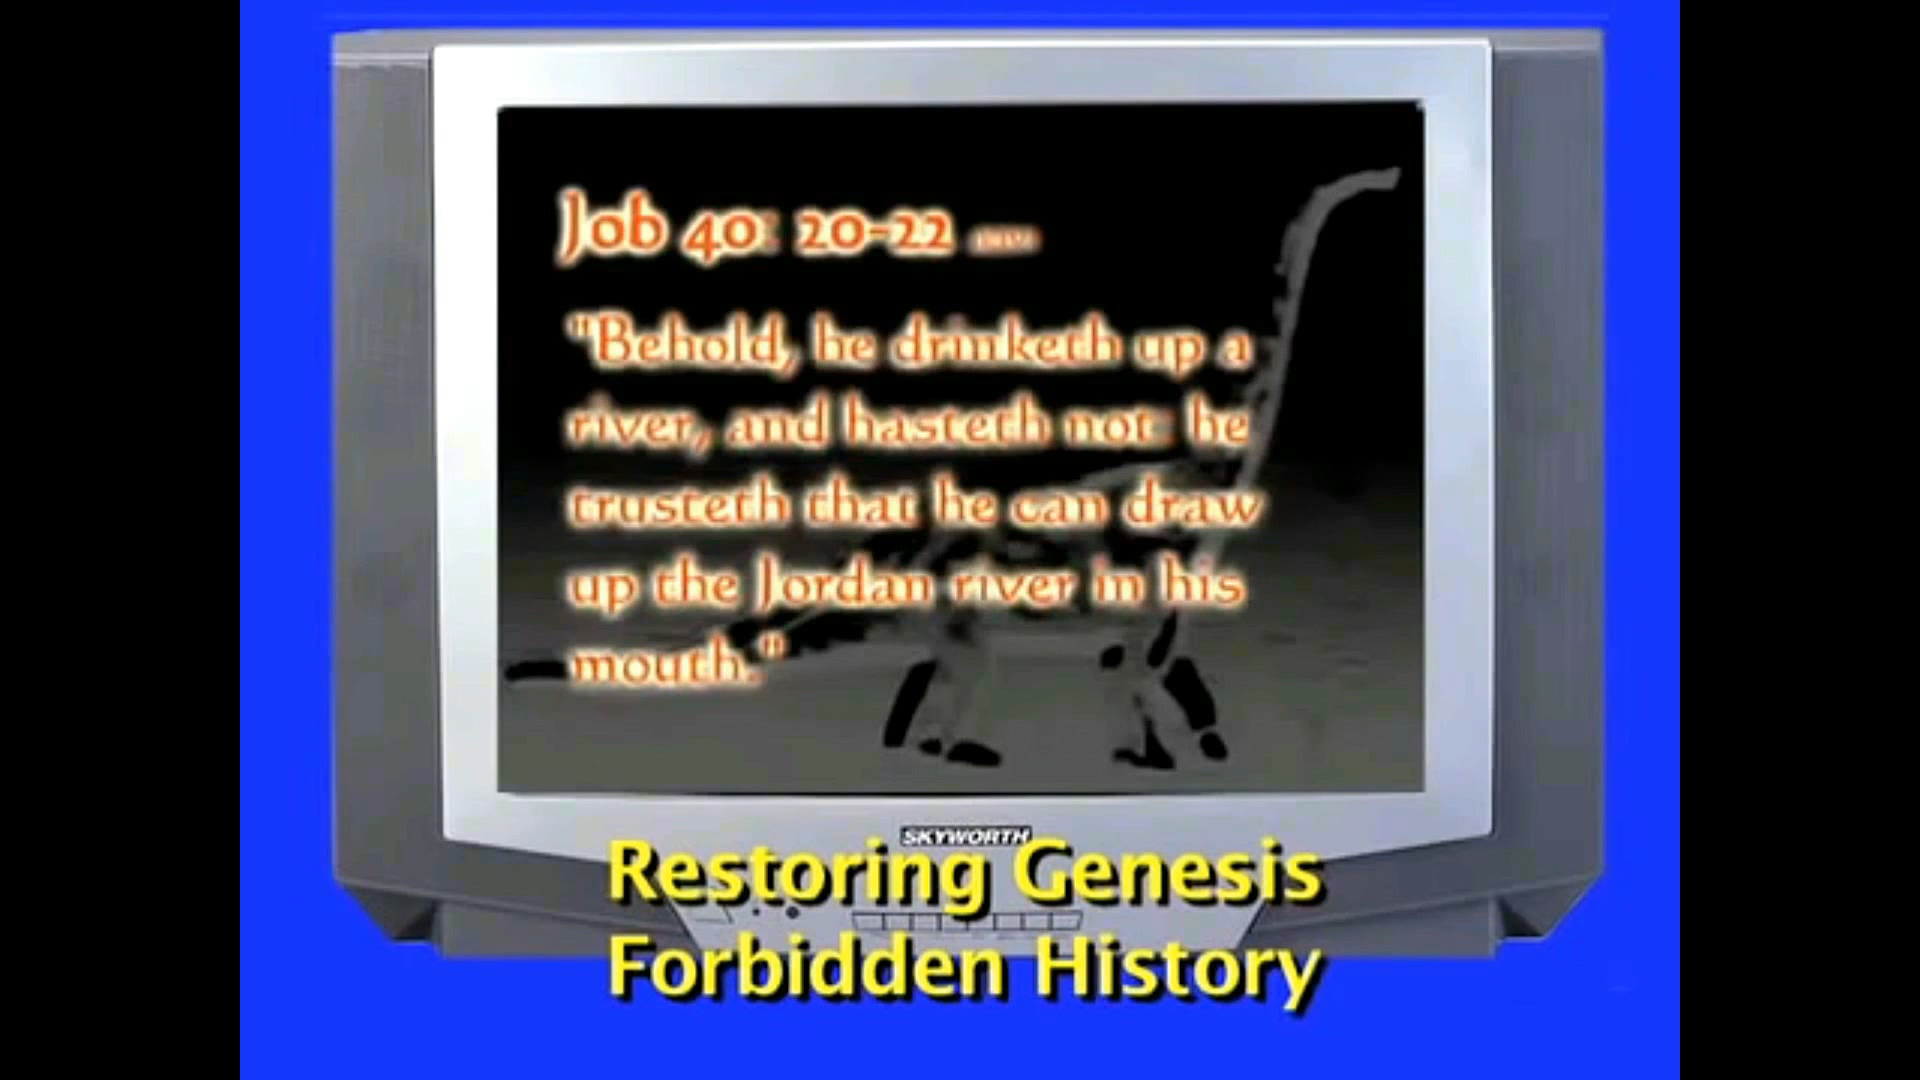 Job 40: 20-22
"Behold, he drinketh up a
river, and hasteth not: he
trusteth that he can draw
up the Jordan river in his
mouth."
SKYWORTH
Restoring Genesis
Forbidden History